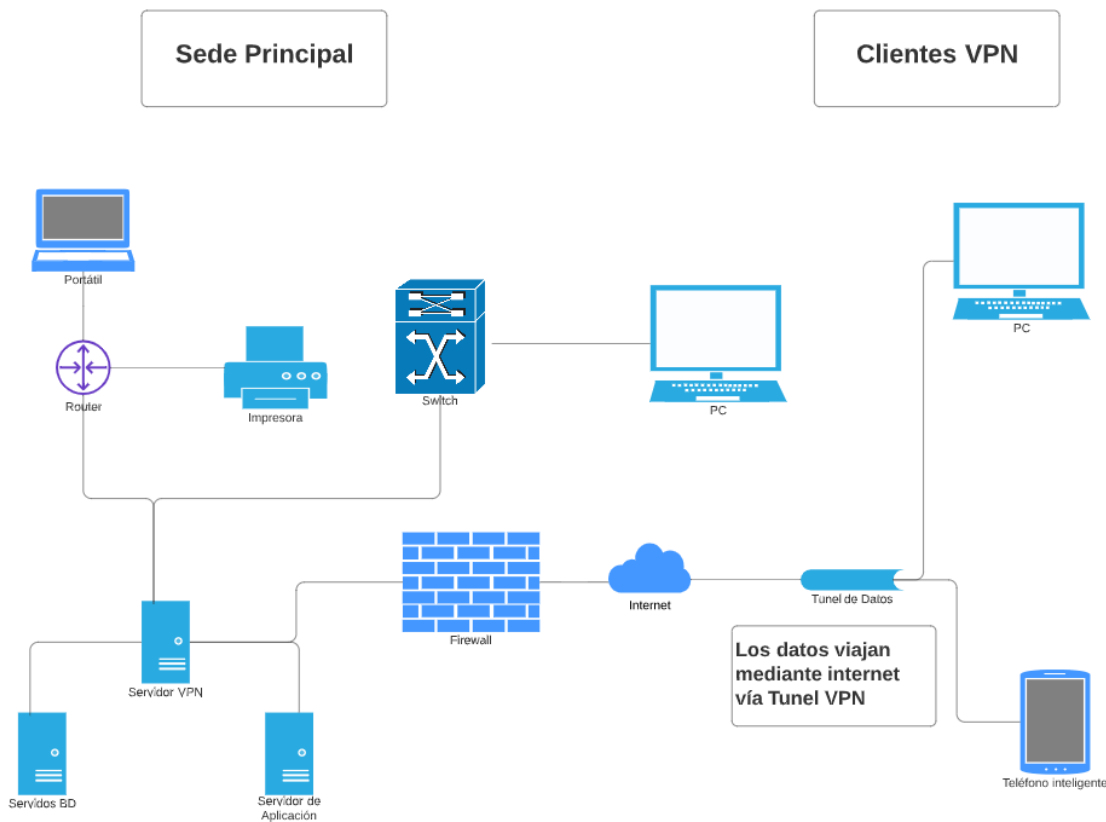 Sede Principal
Clientes VPN
Portátil
PC
Router
Impresora
Switch
PC
Internet
Tunel de Datos
Firewall
Los datos viajan
mediante internet
vía Tunel VPN
Servidor VPN
Servidos BD
Servidor de
Aplicación
Teléfono inteligente